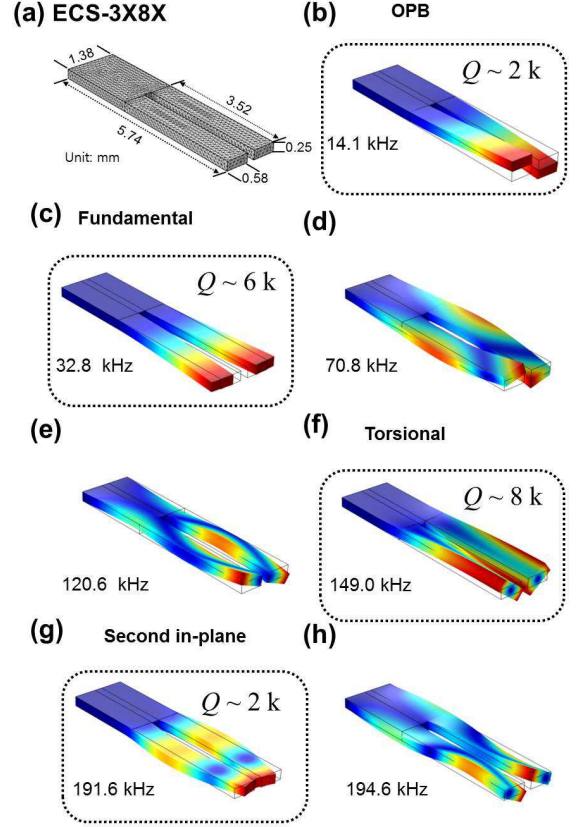 (a) ECS-3X8X
1.38
3.52
5.74
0.25
0.58
Unit: mm
(b) OPB
Q ~ 2 k
14.1 kHz
(c) Fundamental
Q ~ 6 k
32.8 kHz
(d)
70.8 kHz
(e)
120.6 kHz
(f) Torsional
Q ~ 8 k
149.0 kHz
(g) Second in-plane
Q ~ 2 k
191.6 kHz
(h)
194.6 kHz